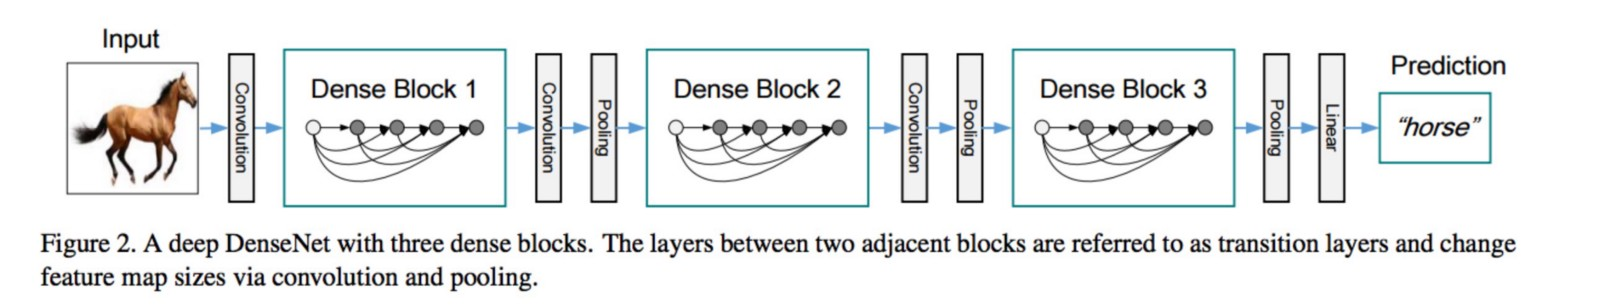 Input
Convolution
Dense Block 1
Convolution
Pooling
Dense Block 2
Convolution
Pooling
Dense Block 3
Pooling
Linear
Prediction
“horse”
Figure 2. A deep DenseNet with three dense blocks. The layers between two adjacent blocks are referred to as transition layers and change
feature map sizes via convolution and pooling.